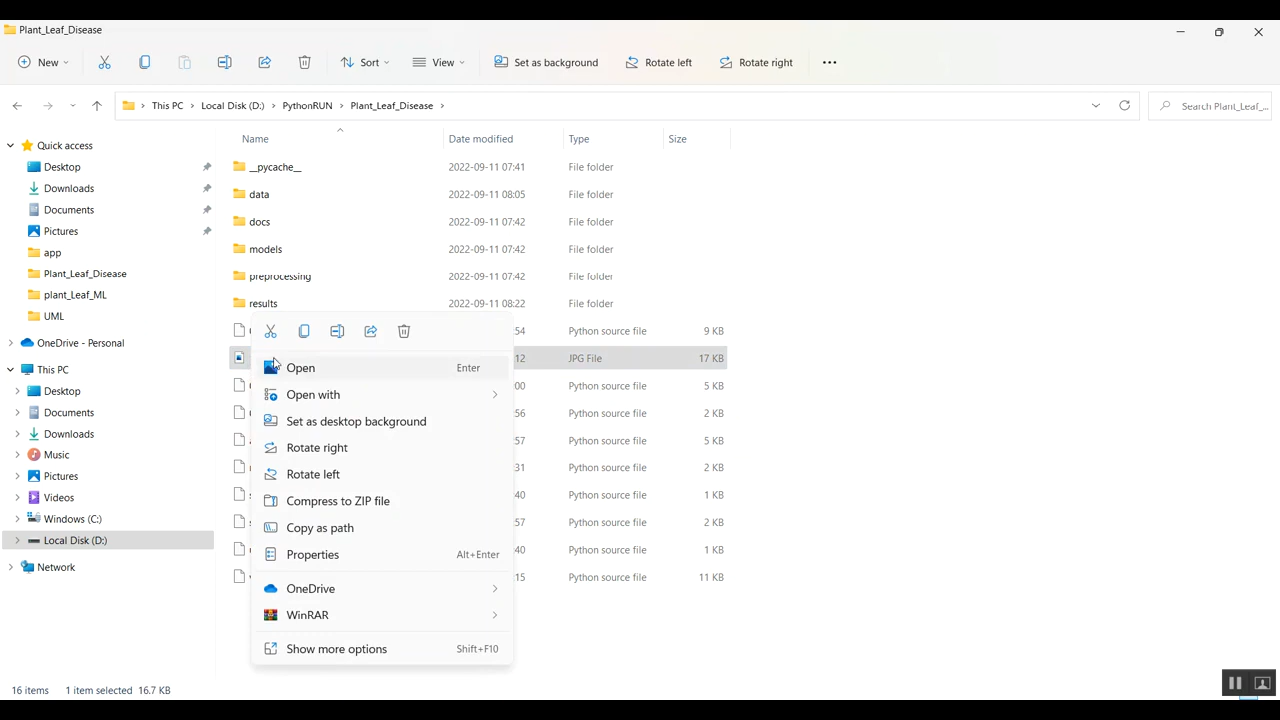 Plant_Leaf_Disease
New
Sort
View
Set as background
Rotate left
Rotate right
This PC
Local Disk (D:)
PythonRUN
Plant_Leaf_Disease
Search Plant_Leaf_...
Name
Date modified
Type
Size
Quick access
Desktop
Downloads
Documents
Pictures
app
Plant_Leaf_Disease
plant_Leaf_ML
UML
OneDrive - Personal
This PC
Desktop
Documents
Downloads
Music
Pictures
Videos
Windows (C:)
Local Disk (D:)
Network
__pycache__ 2022-09-11 07:41 File folder
data 2022-09-11 08:05 File folder
docs 2022-09-11 07:42 File folder
models 2022-09-11 07:42 File folder
preprocessing 2022-09-11 07:42 File folder
results 2022-09-11 08:22 File folder
:54 Python source file 9 KB
12 JPG File 17 KB
:00 Python source file 5 KB
:56 Python source file 2 KB
:57 Python source file 5 KB
:31 Python source file 2 KB
:40 Python source file 1 KB
:57 Python source file 2 KB
:40 Python source file 1 KB
:15 Python source file 11 KB
Open Enter
Open with
Set as desktop background
Rotate right
Rotate left
Compress to ZIP file
Copy as path
Properties Alt+Enter
OneDrive
WinRAR
Show more options Shift+F10
16 items 1 item selected 16.7 KB